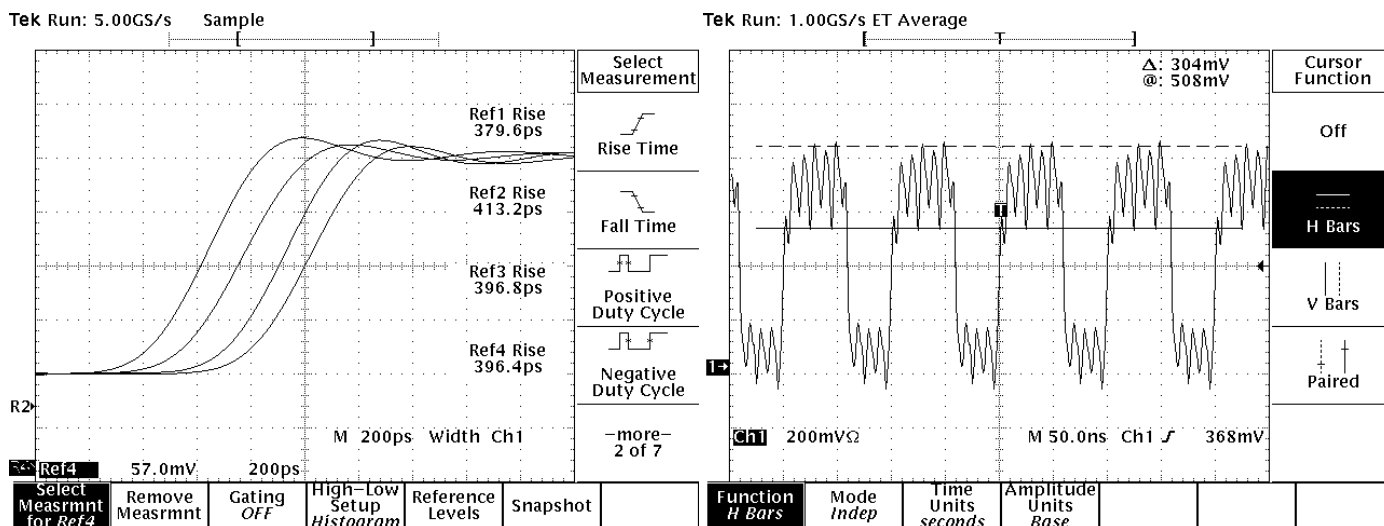 Tek Run: 5.00GS/s Sample
Select
Measurement
Ref1 Rise
379.6ps
Rise Time
Ref2 Rise
413.2ps
Fall Time
Ref3 Rise
396.8ps
Positive
Duty Cycle
Ref4 Rise
396.4ps
Negative
Duty Cycle
R2
M 200ps Width Ch1
–more–
2 of 7
Ref4 57.0mV 200ps
Select
Measrmnt
for Ref4
Remove
Measrmnt
Gating
OFF
High–Low
Setup
Histogram
Reference
Levels
Snapshot
Tek Run: 1.00GS/s ET Average
T
Δ: 304mV
@: 508mV
Cursor
Function
Off
T
H Bars
V Bars
1
Paired
Ch1 200mVΩ M 50.0ns Ch1 368mV
Function
H Bars
Mode
Indep
Time
Units
seconds
Amplitude
Units
Base